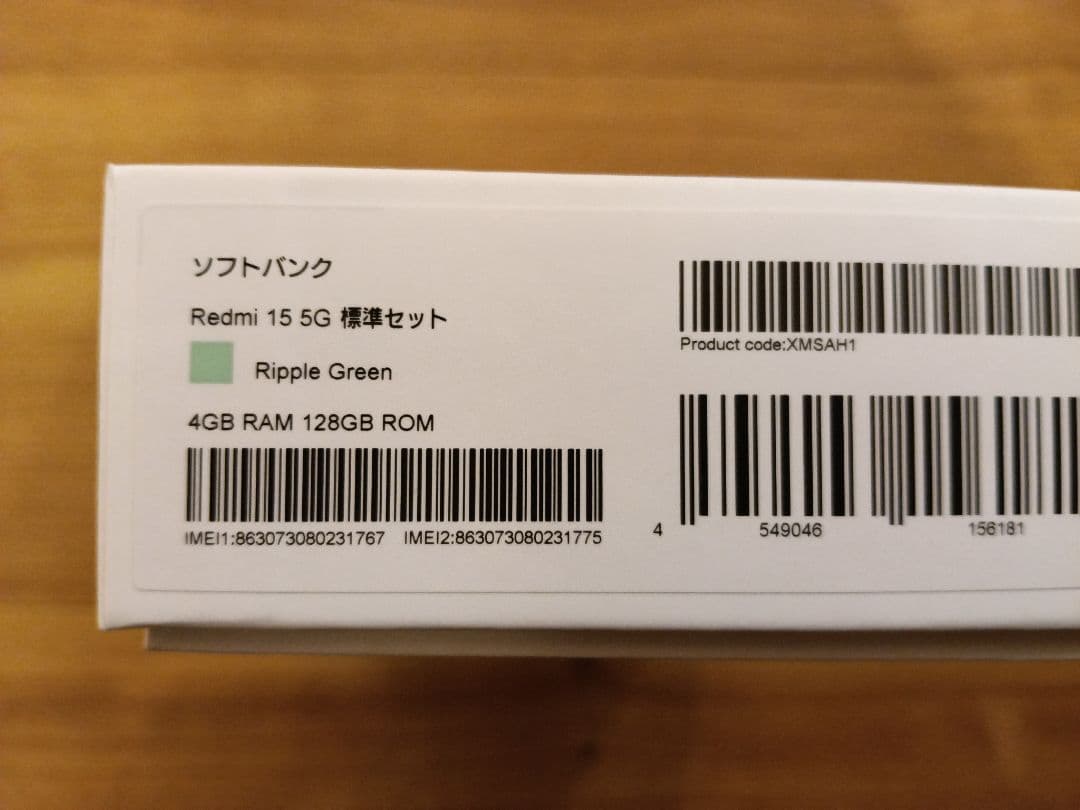 ソフトバンク
Redmi 15 5G 標準セット
Ripple Green
4GB RAM 128GB ROM
IMEI1:863073080231767 IMEI2:863073080231775
Product code:XMSAH1
4 549046 156181